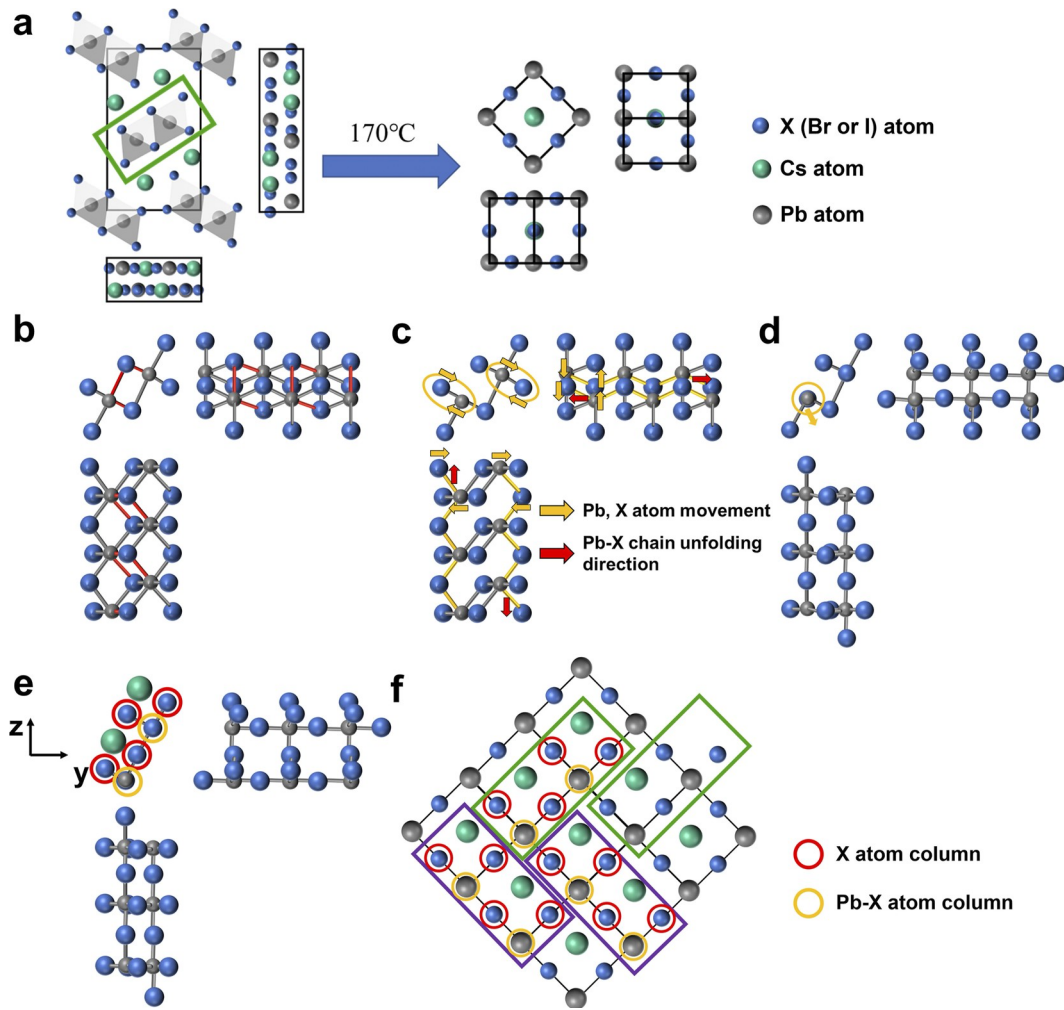 a
170℃
X (Br or I) atom
Cs atom
Pb atom
b
c
d
Pb, X atom movement
Pb-X chain unfolding
direction
e
f
z
y
X atom column
Pb-X atom column